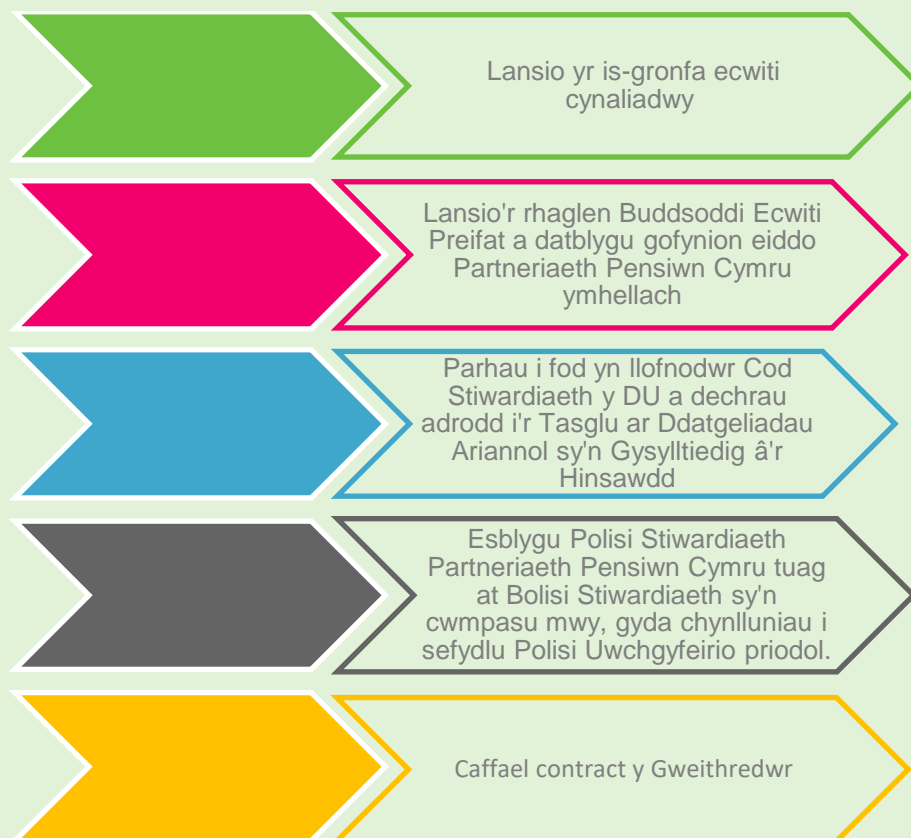 Lansio yr is-gronfa ecwiti
cynaliadwy
Lansio'r rhaglen Buddsoddi Ecwiti
Preifat a datblygu gofynion eiddo
Partneriaeth Pensiwn Cymru
ymhellach
Parhau i fod yn llofnodwr Cod
Stiwardiaeth y DU a dechrau
adrodd i'r Tasglu ar Ddatgeliadau
Ariannol sy'n Gysylltiedig â'r
Hinsawdd
Esblygu Polisi Stiwardiaeth
Partneriaeth Pensiwn Cymru tuag
at Bolisi Stiwardiaeth sy'n
cwmpasu mwy, gyda chynlluniau i
sefydlu Polisi Uwchgyfeirio priodol.
Caffael contract y Gweithredwr